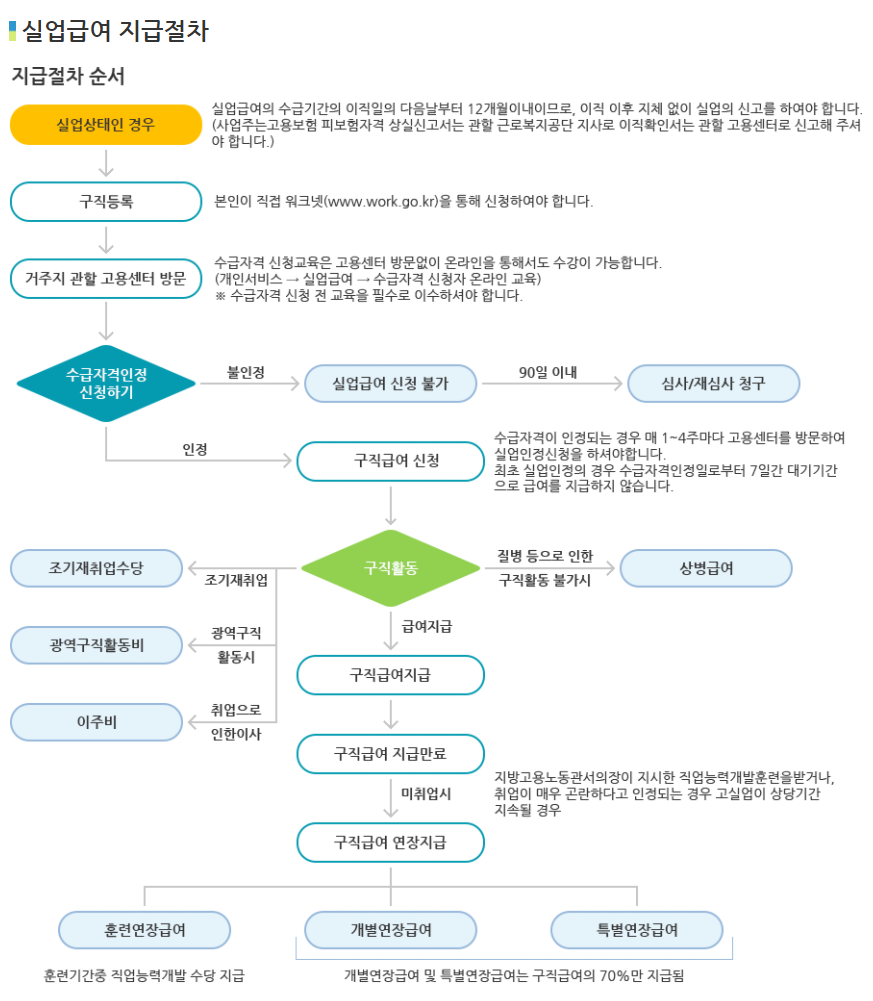 실업급여 지급절차
지급절차 순서
실업상태인 경우
실업급여의 수급기간의 이직일의 다음날부터 12개월이내이므로, 이직 이후 지체 없이 실업의 신고를 하여야 합니다.
(사업주는고용보험 피보험자격 상실신고서는 관할 근로복지공단 지사로 이직확인서는 관할 고용센터로 신고해 주셔
야 합니다.)
구직등록
본인이 직접 워크넷(www.work.go.kr)을 통해 신청하여야 합니다.
거주지 관할 고용센터 방문
수급자격 신청교육은 고용센터 방문없이 온라인을 통해서도 수강이 가능합니다.
(개인서비스 → 실업급여 → 수급자격 신청자 온라인 교육)
※ 수급자격 신청 전 교육을 필수로 이수하셔야 합니다.
수급자격인정
신청하기
불인정
실업급여 신청 불가
90일 이내
심사/재심사 청구
인정
구직급여 신청
수급자격이 인정되는 경우 매 1~4주마다 고용센터를 방문하여
실업인정신청을 하셔야합니다.
최초 실업인정의 경우 수급자격인정일로부터 7일간 대기기간
으로 급여를 지급하지 않습니다.
조기재취업수당
조기재취업
구직활동
질병 등으로 인한
구직활동 불가시
상병급여
급여지급
광역구직활동비
광역구직
활동시
구직급여지급
이주비
취업으로
인한이사
구직급여 지급만료
미취업시
지방고용노동관서의장이 지시한 직업능력개발훈련을받거나,
취업이 매우 곤란하다고 인정되는 경우 고실업이 상당기간
지속될 경우
구직급여 연장지급
훈련연장급여
개별연장급여
특별연장급여
훈련기간중 직업능력개발 수당 지급
개별연장급여 및 특별연장급여는 구직급여의 70%만 지급됨